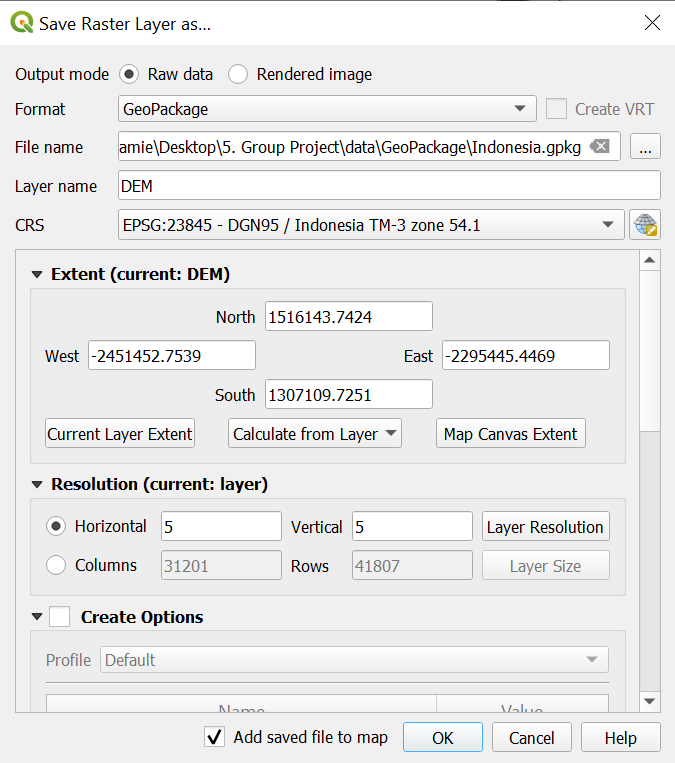 Save Raster Layer as...
Output mode Raw data Rendered image
Format GeoPackage Create VRT
File name amie\Desktop\5. Group Project\data\GeoPackage\Indonesia.gpkg ...
Layer name DEM
CRS EPSG:23845 - DGN95 / Indonesia TM-3 zone 54.1
Extent (current: DEM)
North 1516143.7424
West -2451452.7539 East -2295445.4469
South 1307109.7251
Current Layer Extent Calculate from Layer Map Canvas Extent
Resolution (current: layer)
Horizontal 5 Vertical 5 Layer Resolution
Columns 31201 Rows 41807 Layer Size
Create Options
Profile Default
Name Value
Add saved file to map OK Cancel Help